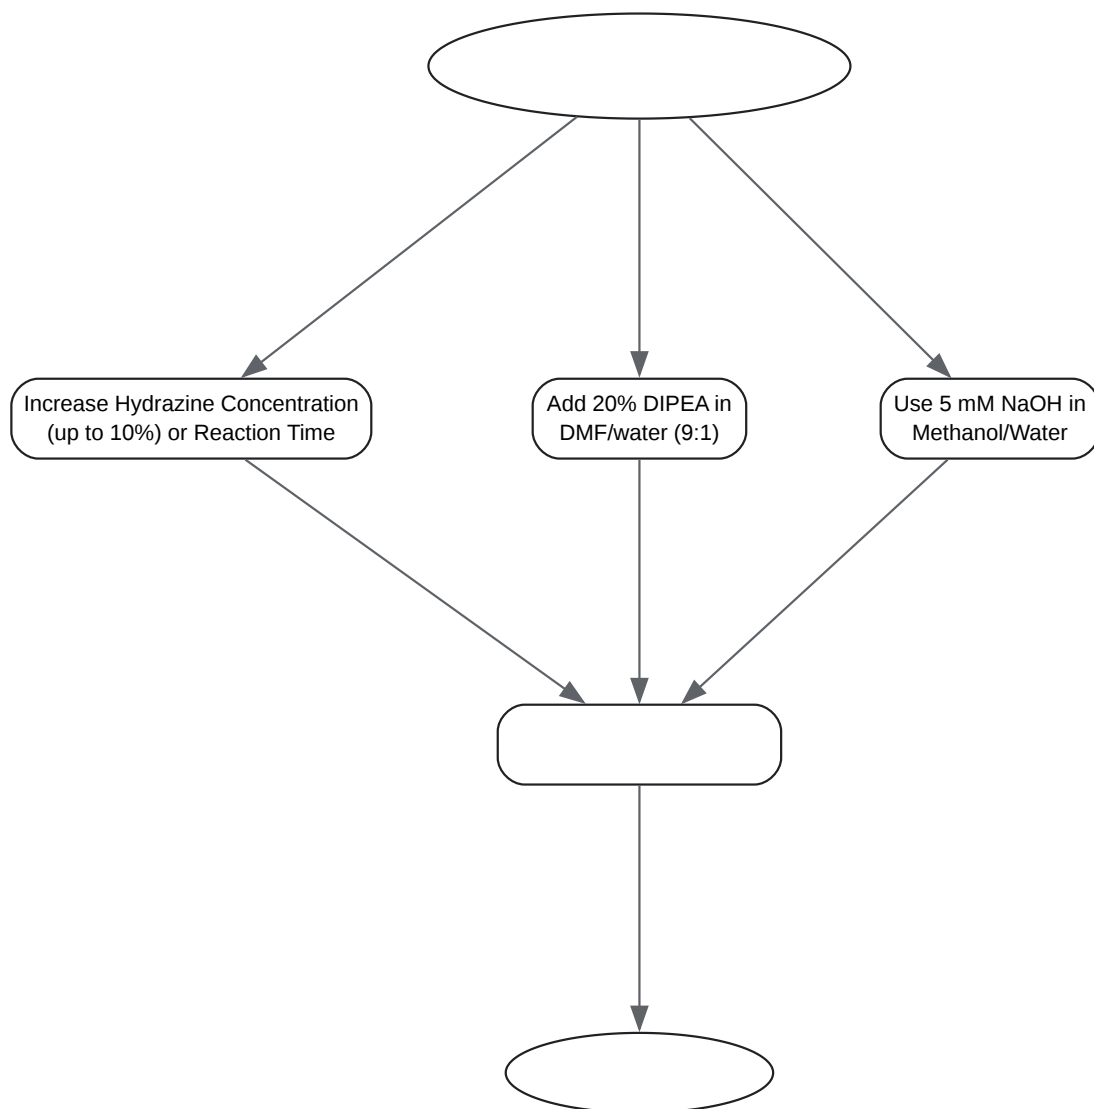 Increase Hydrazine Concentration
(up to 10%) or Reaction Time
Add 20% DIPEA in
DMF/water (9:1)
Use 5 mM NaOH in
Methanol/Water